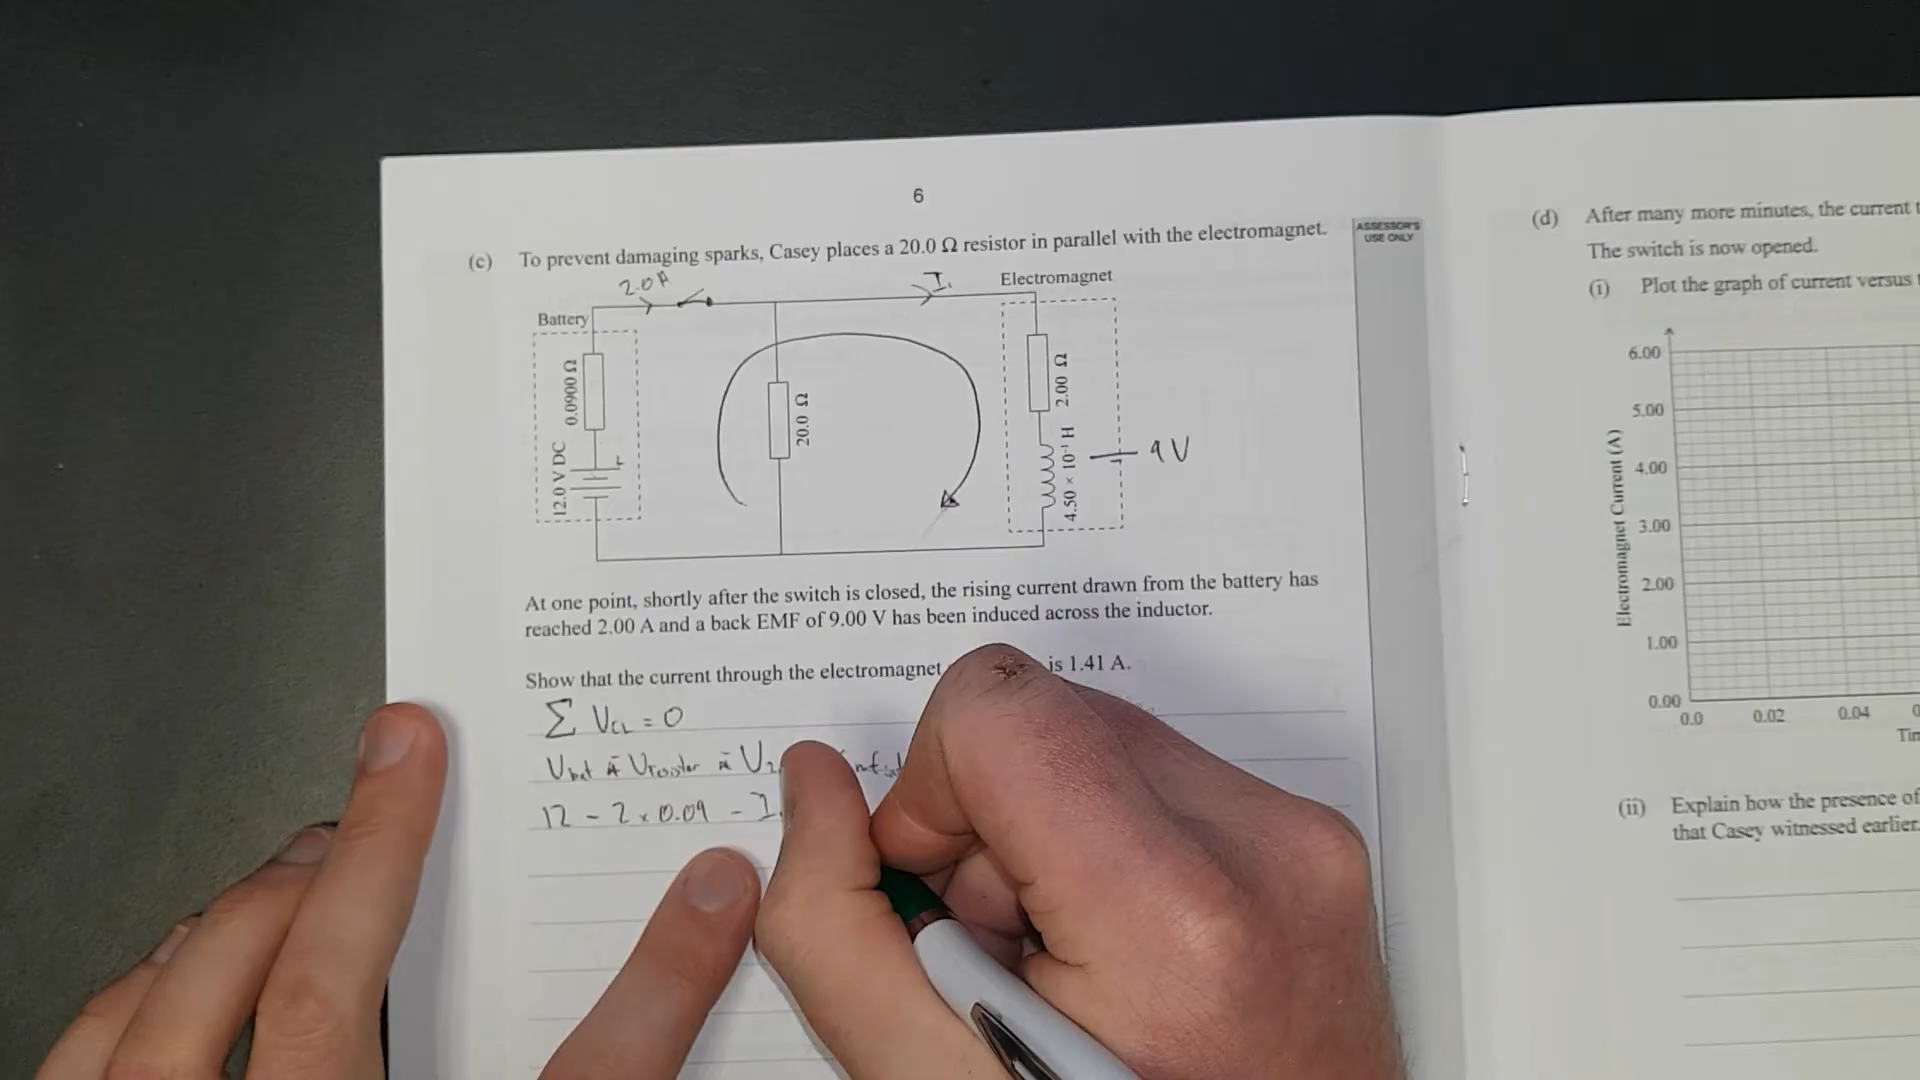 6
(c) To prevent damaging sparks, Casey places a 20.0 Ω resistor in parallel with the electromagnet.
ASSESSOR'S
USE ONLY
2.0 A
I.
Electromagnet
Battery
0.0900 Ω
12.0 V DC
+
20.0 Ω
2.00 Ω
4.50 × 10⁻¹ H
9 V
At one point, shortly after the switch is closed, the rising current drawn from the battery has
reached 2.00 A and a back EMF of 9.00 V has been induced across the inductor.
Show that the current through the electromagnet is 1.41 A.
∑ VCL = 0
Vbat - Vresistor - V2
12 - 2 × 0.09 - I
(d) After many more minutes, the current
The switch is now opened.
(i) Plot the graph of current versus
Electromagnet Current (A)
6.00
5.00
4.00
3.00
2.00
1.00
0.00
0.0 0.02 0.04
(ii) Explain how the presence of
that Casey witnessed earlier.